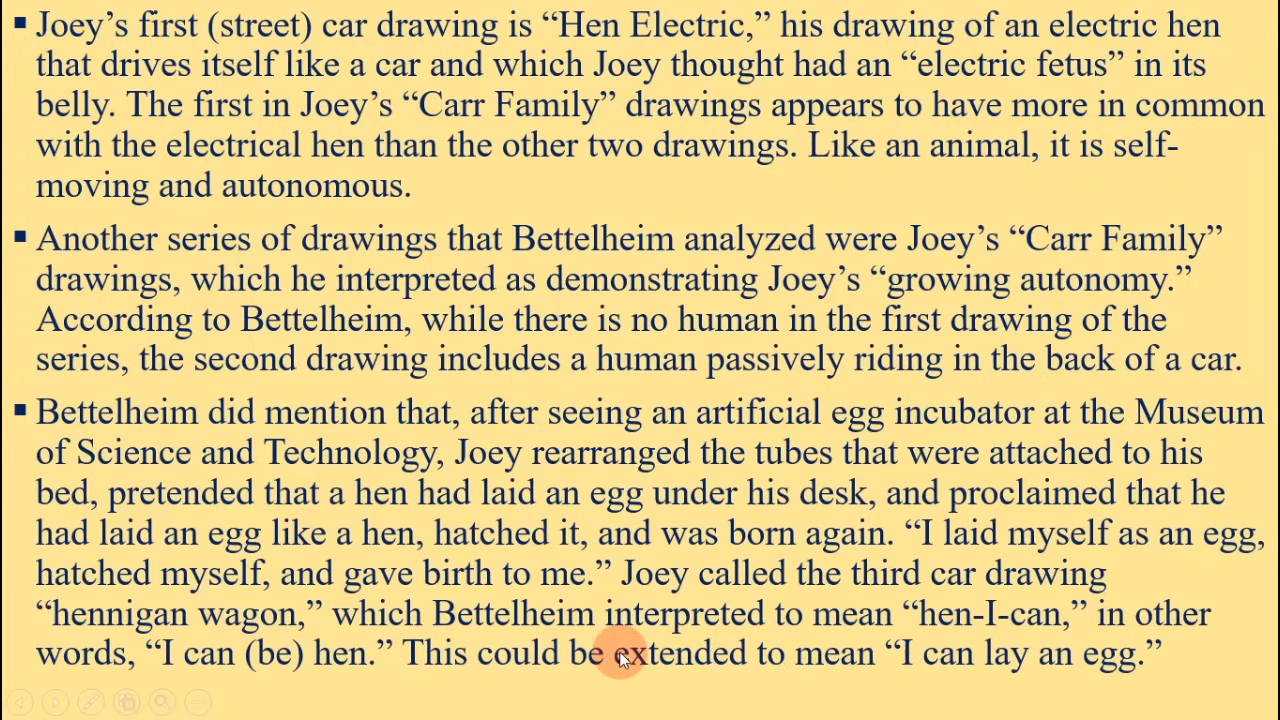 ▪ Joey’s first (street) car drawing is “Hen Electric,” his drawing of an electric hen
that drives itself like a car and which Joey thought had an “electric fetus” in its
belly. The first in Joey’s “Carr Family” drawings appears to have more in common
with the electrical hen than the other two drawings. Like an animal, it is self-
moving and autonomous.
▪ Another series of drawings that Bettelheim analyzed were Joey’s “Carr Family”
drawings, which he interpreted as demonstrating Joey’s “growing autonomy.”
According to Bettelheim, while there is no human in the first drawing of the
series, the second drawing includes a human passively riding in the back of a car.
▪ Bettelheim did mention that, after seeing an artificial egg incubator at the Museum
of Science and Technology, Joey rearranged the tubes that were attached to his
bed, pretended that a hen had laid an egg under his desk, and proclaimed that he
had laid an egg like a hen, hatched it, and was born again. “I laid myself as an egg,
hatched myself, and gave birth to me.” Joey called the third car drawing
“hennigan wagon,” which Bettelheim interpreted to mean “hen-I-can,” in other
words, “I can (be) hen.” This could be extended to mean “I can lay an egg.”